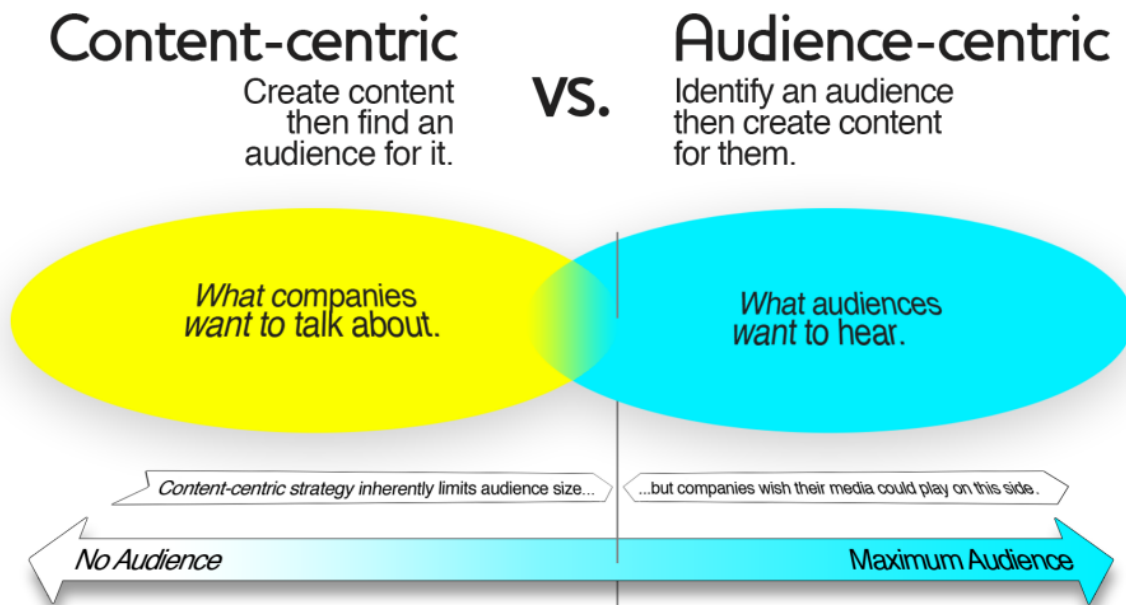 Content-centric
Create content
then find an
audience for it.
vs.
Audience-centric
Identify an audience
then create content
for them.
What companies
want to talk about.
What audiences
want to hear.
Content-centric strategy inherently limits audience size...
...but companies wish their media could play on this side.
No Audience
Maximum Audience